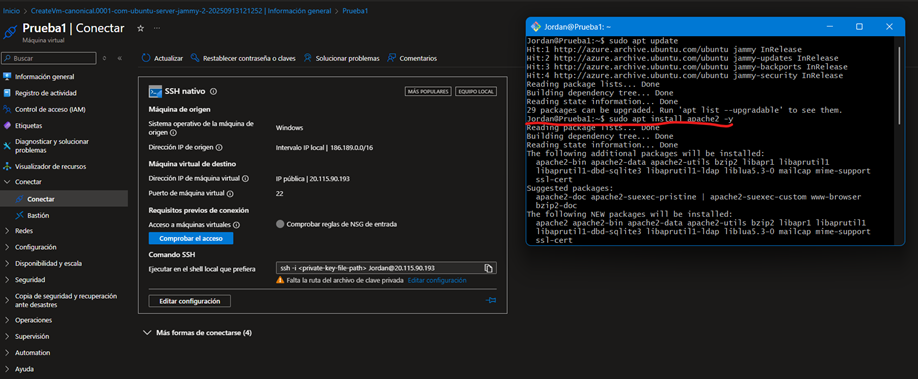 Inicio > CreateVm-canonical.0001-com-ubuntu-server-jammy-2-20250913121252 | Información general > Prueba1
Prueba1 | Conectar
Máquina virtual
Buscar
Información general
Registro de actividad
Control de acceso (IAM)
Etiquetas
Diagnosticar y solucionar
problemas
Visualizador de recursos
Conectar
Conectar
Bastión
Redes
Configuración
Disponibilidad y escala
Seguridad
Copia de seguridad y recuperación
ante desastres
Operaciones
Supervisión
Automation
Ayuda
Actualizar Restablecer contraseña o claves Solucionar problemas Comentarios
SSH nativo MÁS POPULARES EQUIPO LOCAL
Máquina de origen
Sistema operativo de la máquina de Windows
origen
Dirección IP de origen Intervalo IP local | 186.189.0.0/16
Máquina virtual de destino
Dirección IP de máquina virtual IP pública | 20.115.90.193
Puerto de máquina virtual 22
Requisitos previos de conexión
Acceso a máquinas virtuales Comprobar reglas de NSG de entrada
Comprobar el acceso
Comando SSH
Ejecutar en el shell local que prefiera ssh -i <private-key-file-path> Jordan@20.115.90.193
Falta la ruta del archivo de clave privada Editar configuración
Editar configuración
Más formas de conectarse (4)
Jordan@Prueba1: ~
Jordan@Prueba1:~$ sudo apt update
Hit:1 http://azure.archive.ubuntu.com/ubuntu jammy InRelease
Hit:2 http://azure.archive.ubuntu.com/ubuntu jammy-updates InRelease
Hit:3 http://azure.archive.ubuntu.com/ubuntu jammy-backports InRelease
Hit:4 http://azure.archive.ubuntu.com/ubuntu jammy-security InRelease
Reading package lists... Done
Building dependency tree... Done
Reading state information... Done
29 packages can be upgraded. Run 'apt list --upgradable' to see them.
Jordan@Prueba1:~$ sudo apt install apache2 -y
Reading package lists... Done
Building dependency tree... Done
Reading state information... Done
The following additional packages will be installed:
apache2-bin apache2-data apache2-utils bzip2 libapr1 libaprutil1
libaprutil1-dbd-sqlite3 libaprutil1-ldap liblua5.3-0 mailcap mime-support
ssl-cert
Suggested packages:
apache2-doc apache2-suexec-pristine | apache2-suexec-custom www-browser
bzip2-doc
The following NEW packages will be installed:
apache2 apache2-bin apache2-data apache2-utils bzip2 libapr1 libaprutil1
libaprutil1-dbd-sqlite3 libaprutil1-ldap liblua5.3-0 mailcap mime-support
ssl-cert